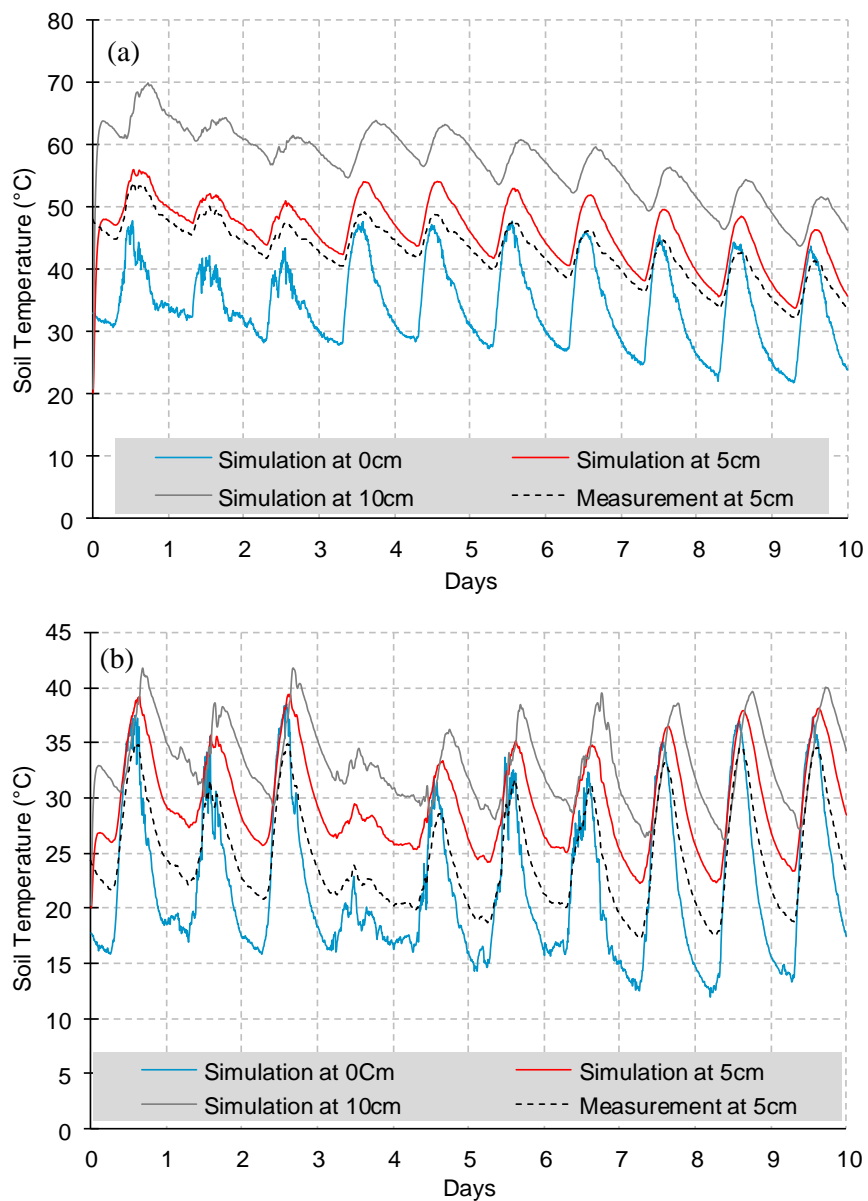 80
(a)
70
60
50
40
30
20
10
0
Soil Temperature (°C)
Simulation at 0cm
Simulation at 5cm
Simulation at 10cm
Measurement at 5cm
0 1 2 3 4 5 6 7 8 9 10
Days
45
(b)
40
35
30
25
20
15
10
5
0
Soil Temperature (°C)
Simulation at 0Cm
Simulation at 5cm
Simulation at 10cm
Measurement at 5cm
0 1 2 3 4 5 6 7 8 9 10
Days